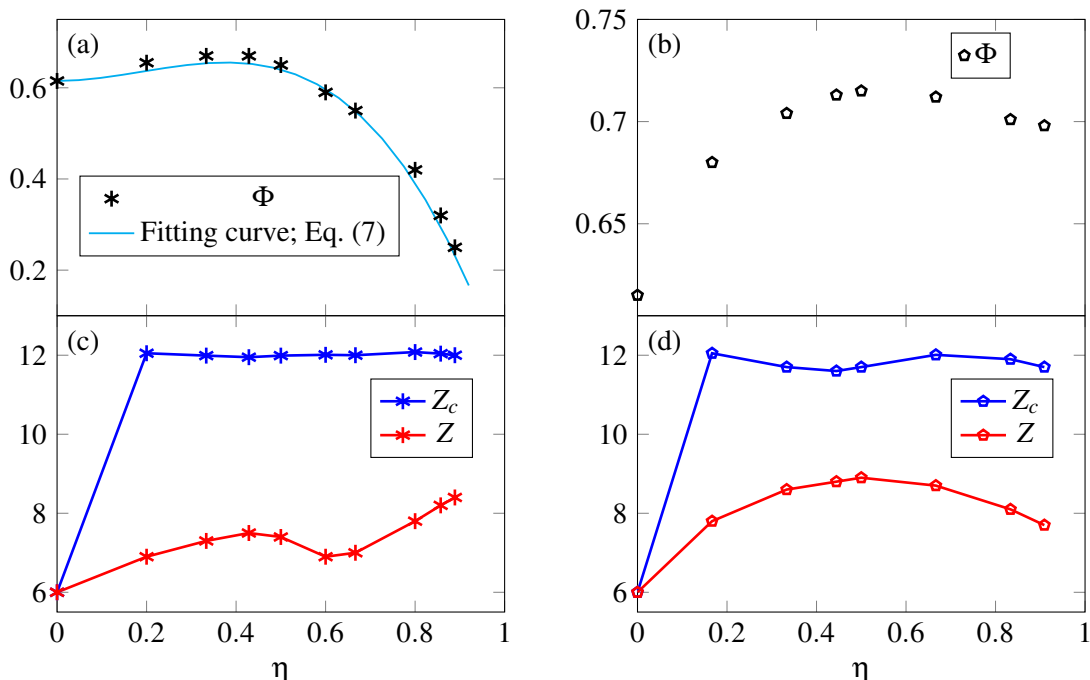 (a)
0.6
0.4
0.2
Φ
Fitting curve; Eq. (7)
(b)
0.75
0.7
0.65
Φ
(c)
12
10
8
6
Z_c
Z
0 0.2 0.4 0.6 0.8 1
η
(d)
12
10
8
6
Z_c
Z
0 0.2 0.4 0.6 0.8 1
η